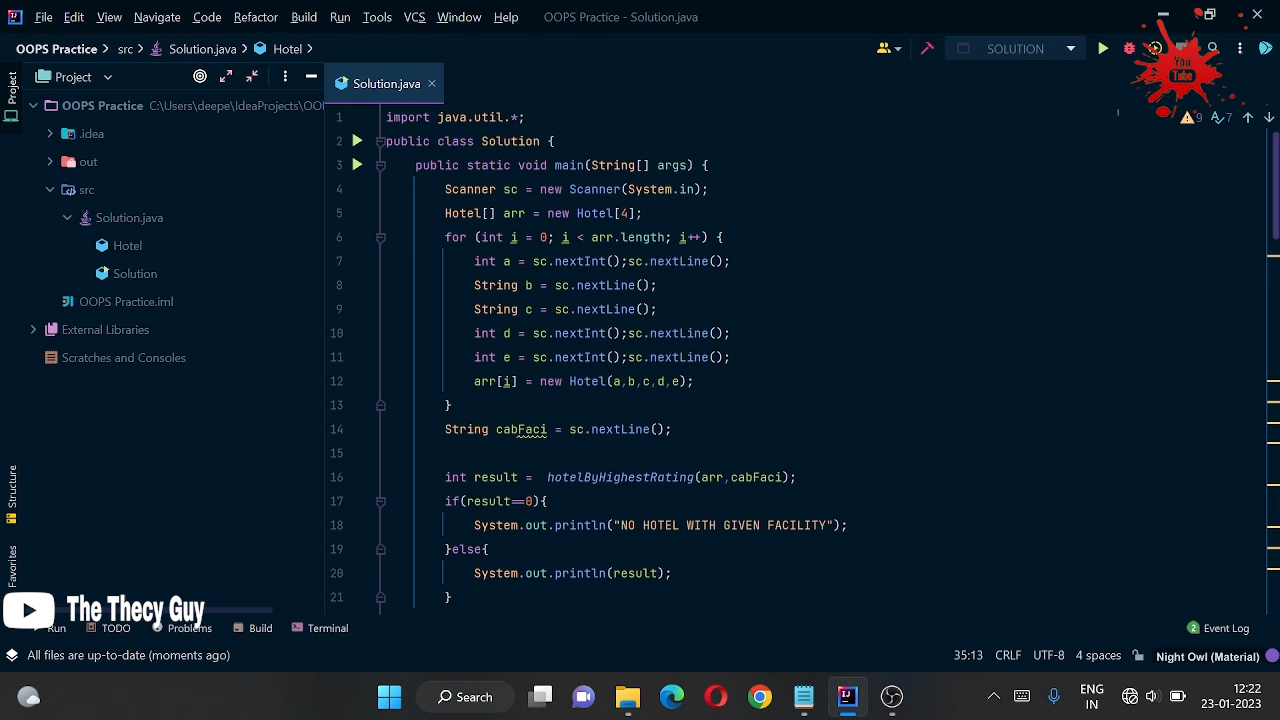 File Edit View Navigate Code Refactor Build Run Tools VCS Window Help OOPS Practice - Solution.java
OOPS Practice src Solution.java Hotel SOLUTION
You
Tube
Project
Project C:\Users\deepe\IdeaProjects\OO
Solution.java
OOPS Practice
.idea
out
src
Solution.java
Hotel
Solution
OOPS Practice.iml
External Libraries
Scratches and Consoles
9 7
1 import java.util.*;
2 public class Solution {
3 public static void main(String[] args) {
4 Scanner sc = new Scanner(System.in);
5 Hotel[] arr = new Hotel[4];
6 for (int i = 0; i < arr.length; i++) {
7 int a = sc.nextInt();sc.nextLine();
8 String b = sc.nextLine();
9 String c = sc.nextLine();
10 int d = sc.nextInt();sc.nextLine();
11 int e = sc.nextInt();sc.nextLine();
12 arr[i] = new Hotel(a,b,c,d,e);
13 }
14 String cabFaci = sc.nextLine();
15
16 int result = hotelByHighestRating(arr,cabFaci);
17 if(result==0){
18 System.out.println("NO HOTEL WITH GIVEN FACILITY");
19 }else{
20 System.out.println(result);
21 }
Structure
Favorites
The Thecy Guy
Run TODO Problems Build Terminal 2 Event Log
All files are up-to-date (moments ago) 35:13 CRLF UTF-8 4 spaces Night Owl (Material)
Search ENG IN 12:22 23-01-2023